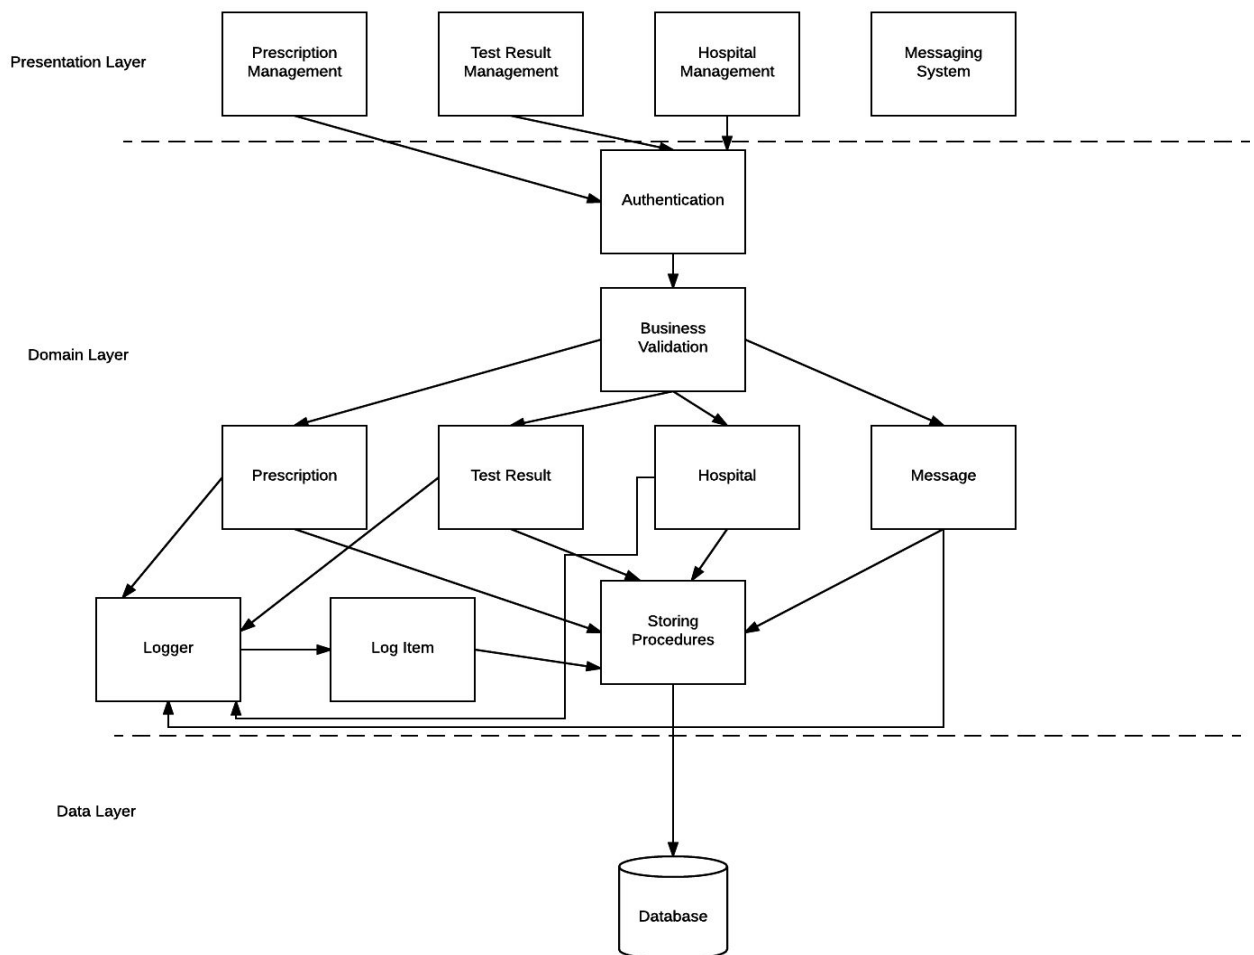 Presentation Layer
Prescription
Management
Test Result
Management
Hospital
Management
Messaging
System
Authentication
Domain Layer
Business
Validation
Prescription
Test Result
Hospital
Message
Logger
Log Item
Storing
Procedures
Data Layer
Database